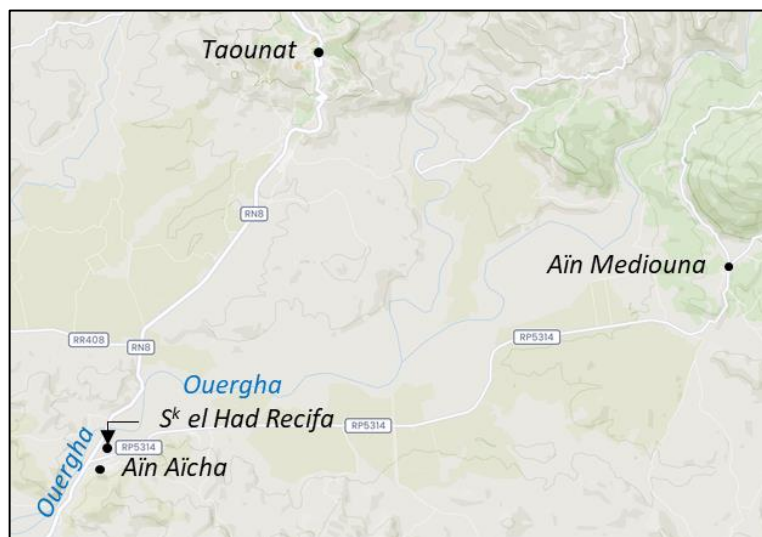 Taounat
RN8
Aïn Mediouna
RP5314
RR408
RN8
Ouergha
Sᵏ el Had Recifa
RP5314
RP5314
Ouergha
Aïn Aïcha